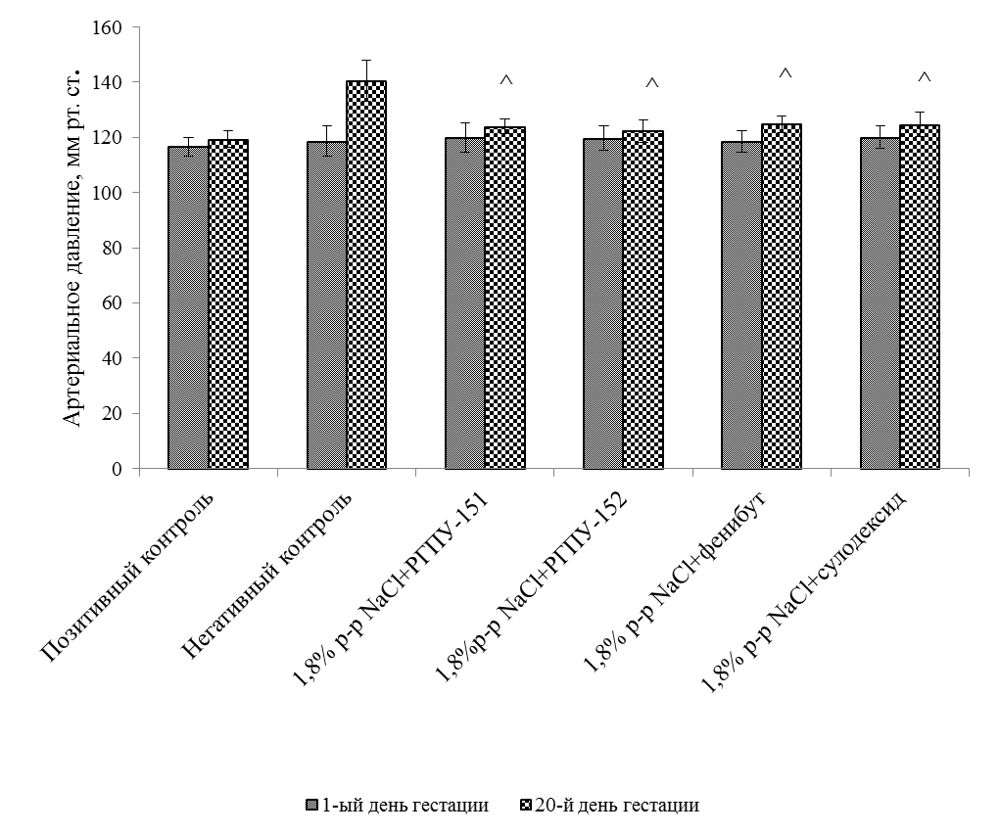 Артериальное давление, мм рт. ст.
160
140
120
100
80
60
40
20
0
^ ^ ^ ^
Позитивный контроль
Негативный контроль
1,8% р-р NaCl+РГПУ-151
1,8%р-р NaCl+РГПУ-152
1,8% р-р NaCl+фенибут
1,8% р-р NaCl+сулодексид
1-ый день гестации
20-й день гестации